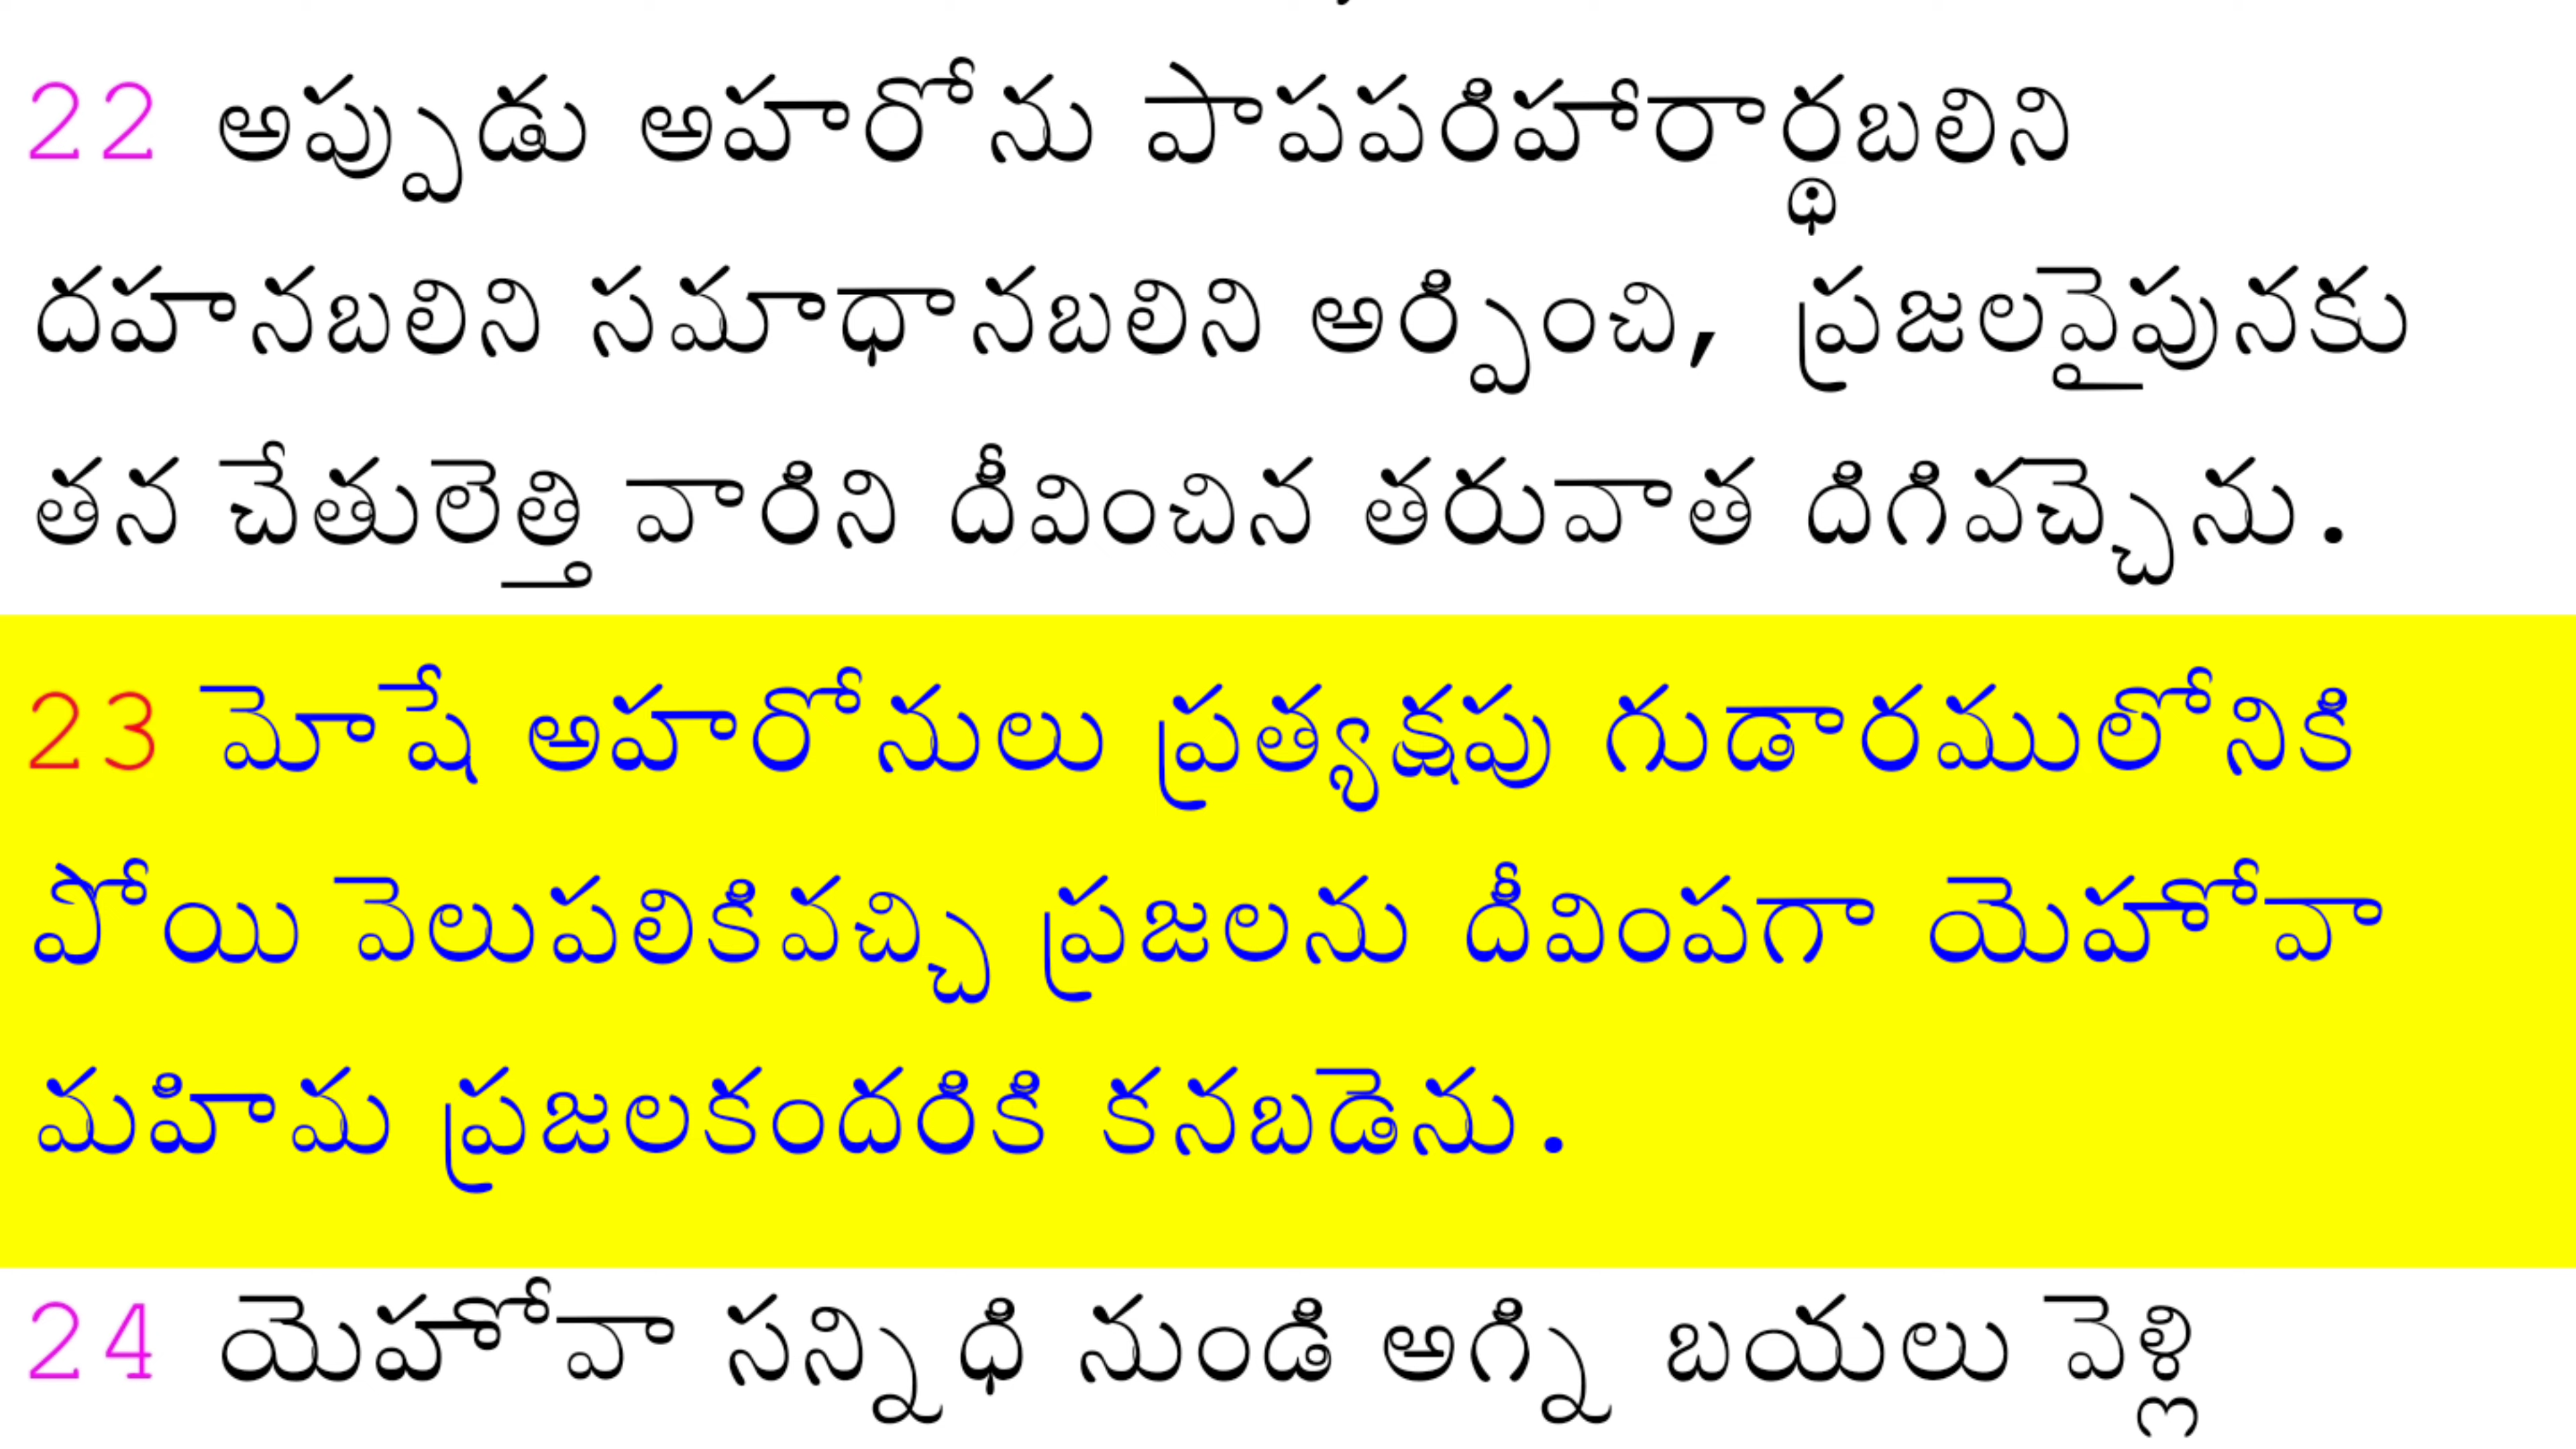 22 అప్పుడు అహరోను పాపపరిహారార్థబలిని
దహనబలిని సమాధానబలిని అర్పించి, ప్రజలవైపునకు
తన చేతులెత్తి వారిని దీవించిన తరువాత దిగివచ్చెను.
23 మోషే అహరోనులు ప్రత్యక్షపు గుడారములోనికి
పోయి వెలుపలికివచ్చి ప్రజలను దీవింపగా యెహోవా
మహిమ ప్రజలకందరికి కనబడెను.
24 యెహోవా సన్నిధి నుండి అగ్ని బయలు వెళ్లి